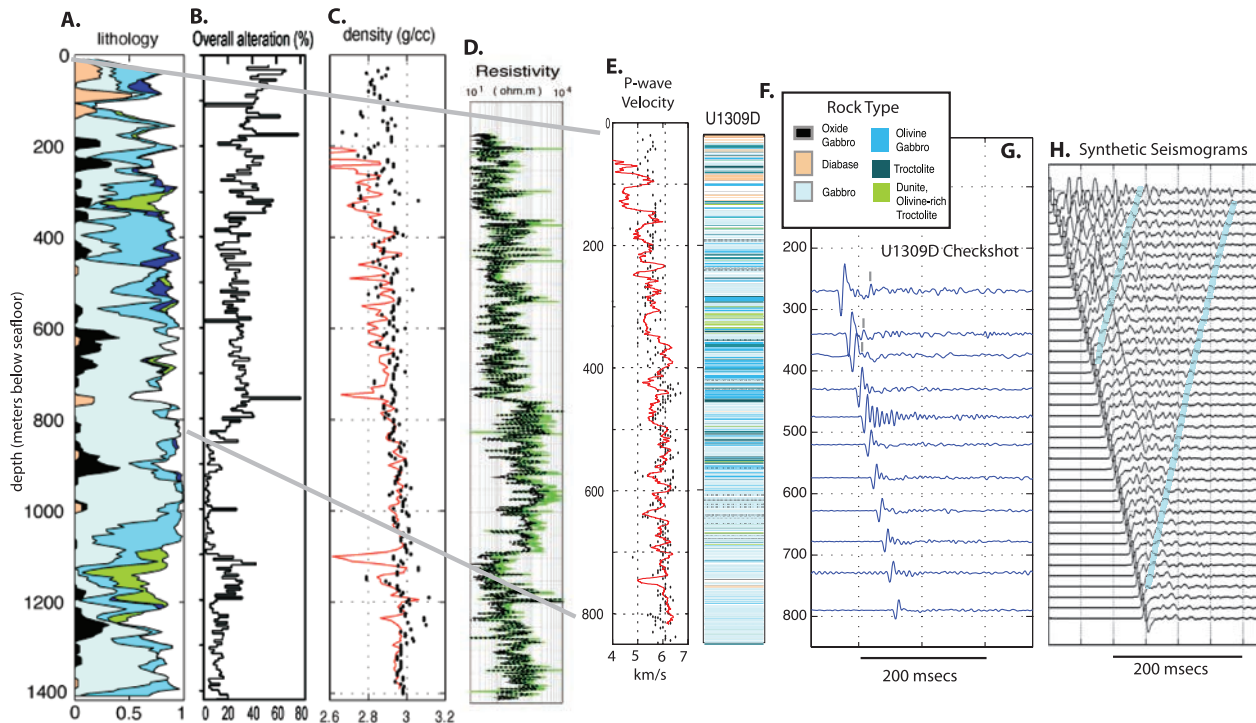 A.
lithology
0
200
400
600
800
1000
1200
1400
depth (meters below seafloor)
0
0.5
1
B.
Overall alteration (%)
0
20
40
60
80
C.
density (g/cc)
2.6
2.8
3
3.2
D.
Resistivity
10¹ ( ohm.m ) 10⁴
E.
P-wave
Velocity
0
200
400
600
800
4 5 6 7
km/s
U1309D
F.
Rock Type
Oxide
Gabbro
Diabase
Gabbro
Olivine
Gabbro
Troctolite
Dunite,
Olivine-rich
Troctolite
G.
U1309D Checkshot
200
300
400
500
600
700
800
200 msecs
H. Synthetic Seismograms
200 msecs